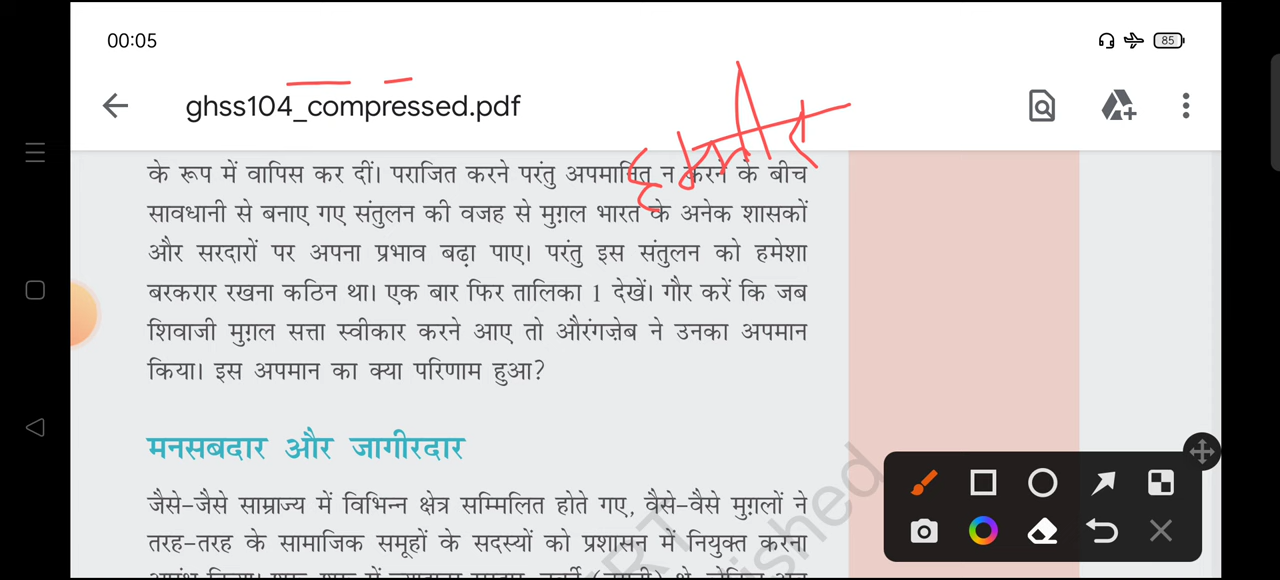 00:05
85
ghss104_compressed.pdf
के रूप में वापिस कर दीं। पराजित करने परंतु अपमानित न करने के बीच
सावधानी से बनाए गए संतुलन की वजह से मुग़ल भारत के अनेक शासकों
और सरदारों पर अपना प्रभाव बढ़ा पाए। परंतु इस संतुलन को हमेशा
बरकरार रखना कठिन था। एक बार फिर तालिका 1 देखें। गौर करें कि जब
शिवाजी मुग़ल सत्ता स्वीकार करने आए तो औरंगज़ेब ने उनका अपमान
किया। इस अपमान का क्या परिणाम हुआ?
मनसबदार और जागीरदार
जैसे-जैसे साम्राज्य में विभिन्न क्षेत्र सम्मिलित होते गए, वैसे-वैसे मुग़लों ने
तरह-तरह के सामाजिक समूहों के सदस्यों को प्रशासन में नियुक्त करना